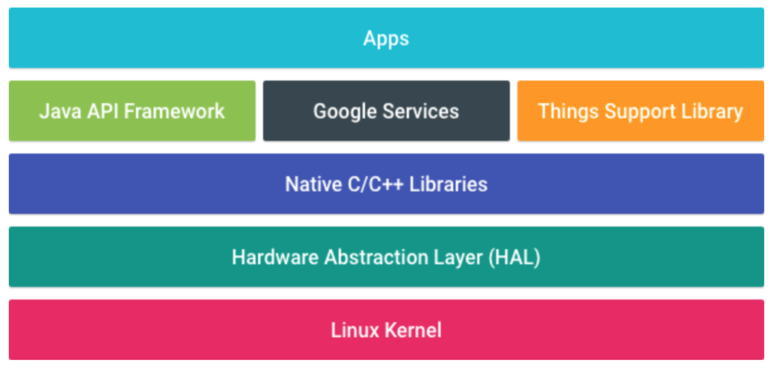 Apps
Java API Framework
Google Services
Things Support Library
Native C/C++ Libraries
Hardware Abstraction Layer (HAL)
Linux Kernel